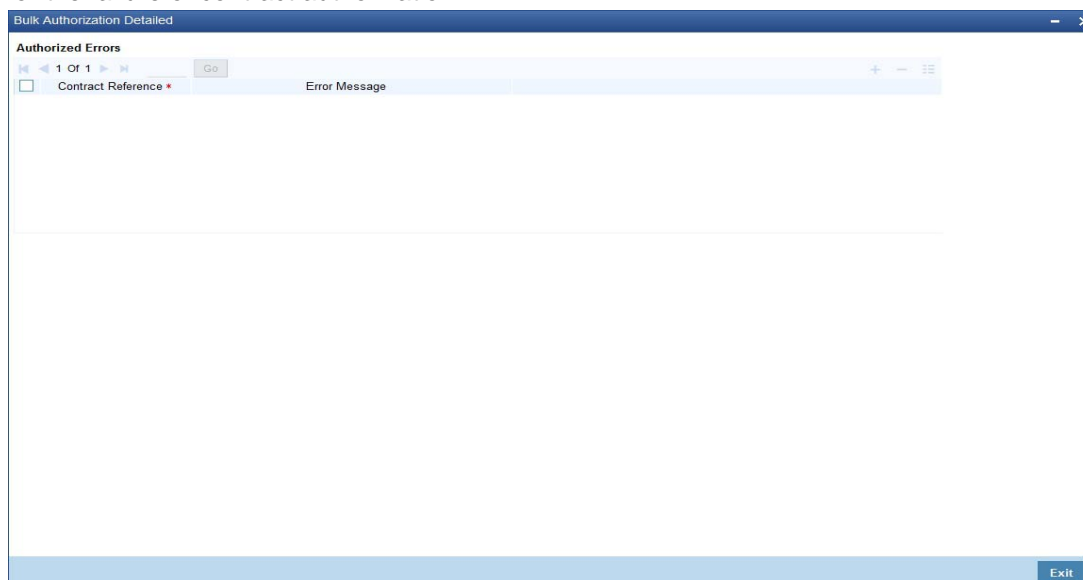 Bulk Authorization Detailed
Authorized Errors
1 Of 1 Go
Contract Reference * Error Message
Exit